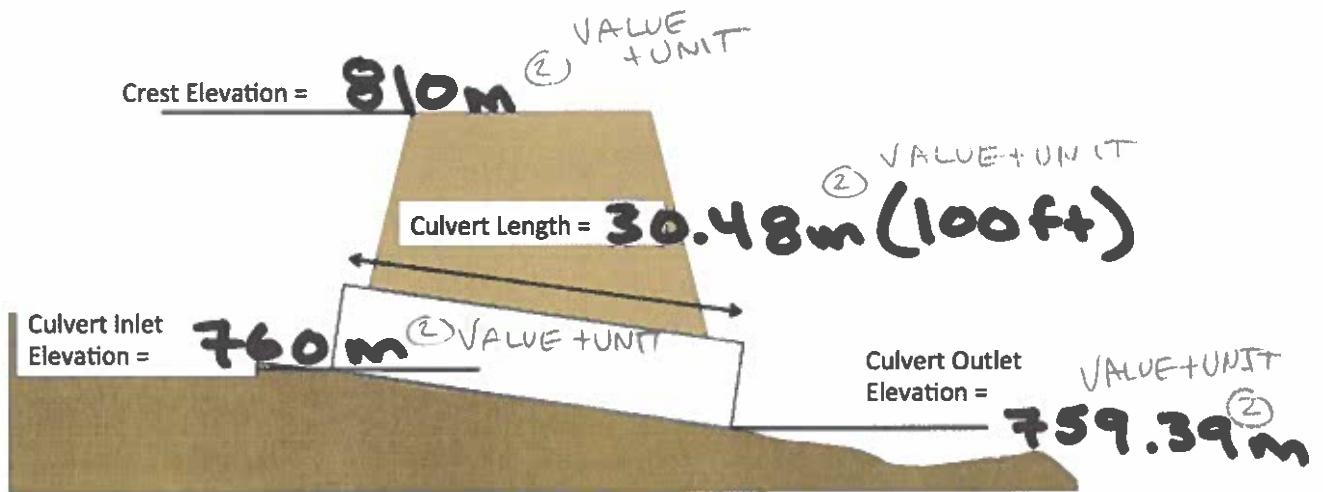 VALUE
+ UNIT
Crest Elevation = 810m ②
VALUE + UNIT
②
Culvert Length = 30.48m (100ft)
Culvert Inlet
Elevation = 760 m ② VALUE + UNIT
Culvert Outlet
VALUE + UNIT
Elevation = 759.39m ②